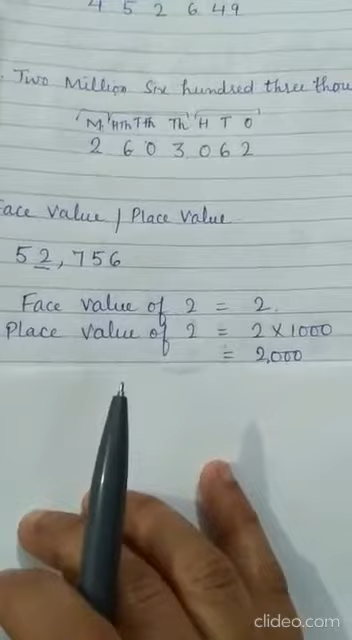 4 5 2 6 49
Two Million Six hundred three thou
M HTh TTh Th H T O
2 6 0 3 0 6 2
Face Value / Place Value
52,756
Face value of 2 = 2.
Place value of 2 = 2 × 1000
= 2,000
clideo.com